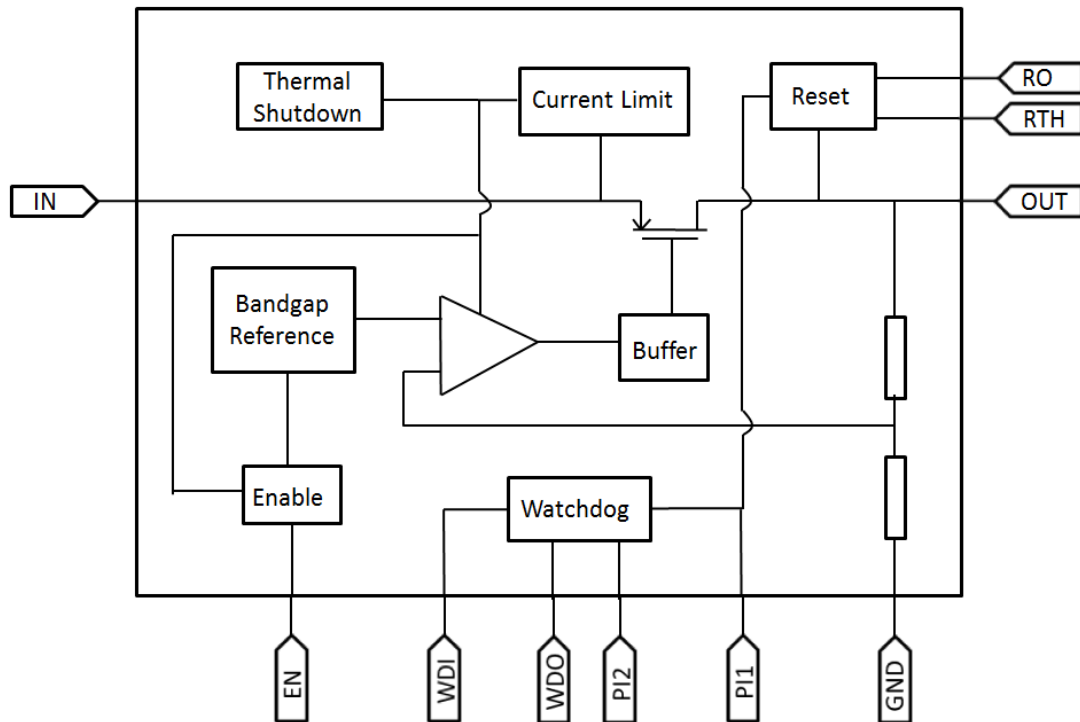 Thermal
Shutdown
Current Limit
Reset
RO
RTH
IN
OUT
Bandgap
Reference
Buffer
Enable
Watchdog
EN
WDI
WDO
PI2
PI1
GND